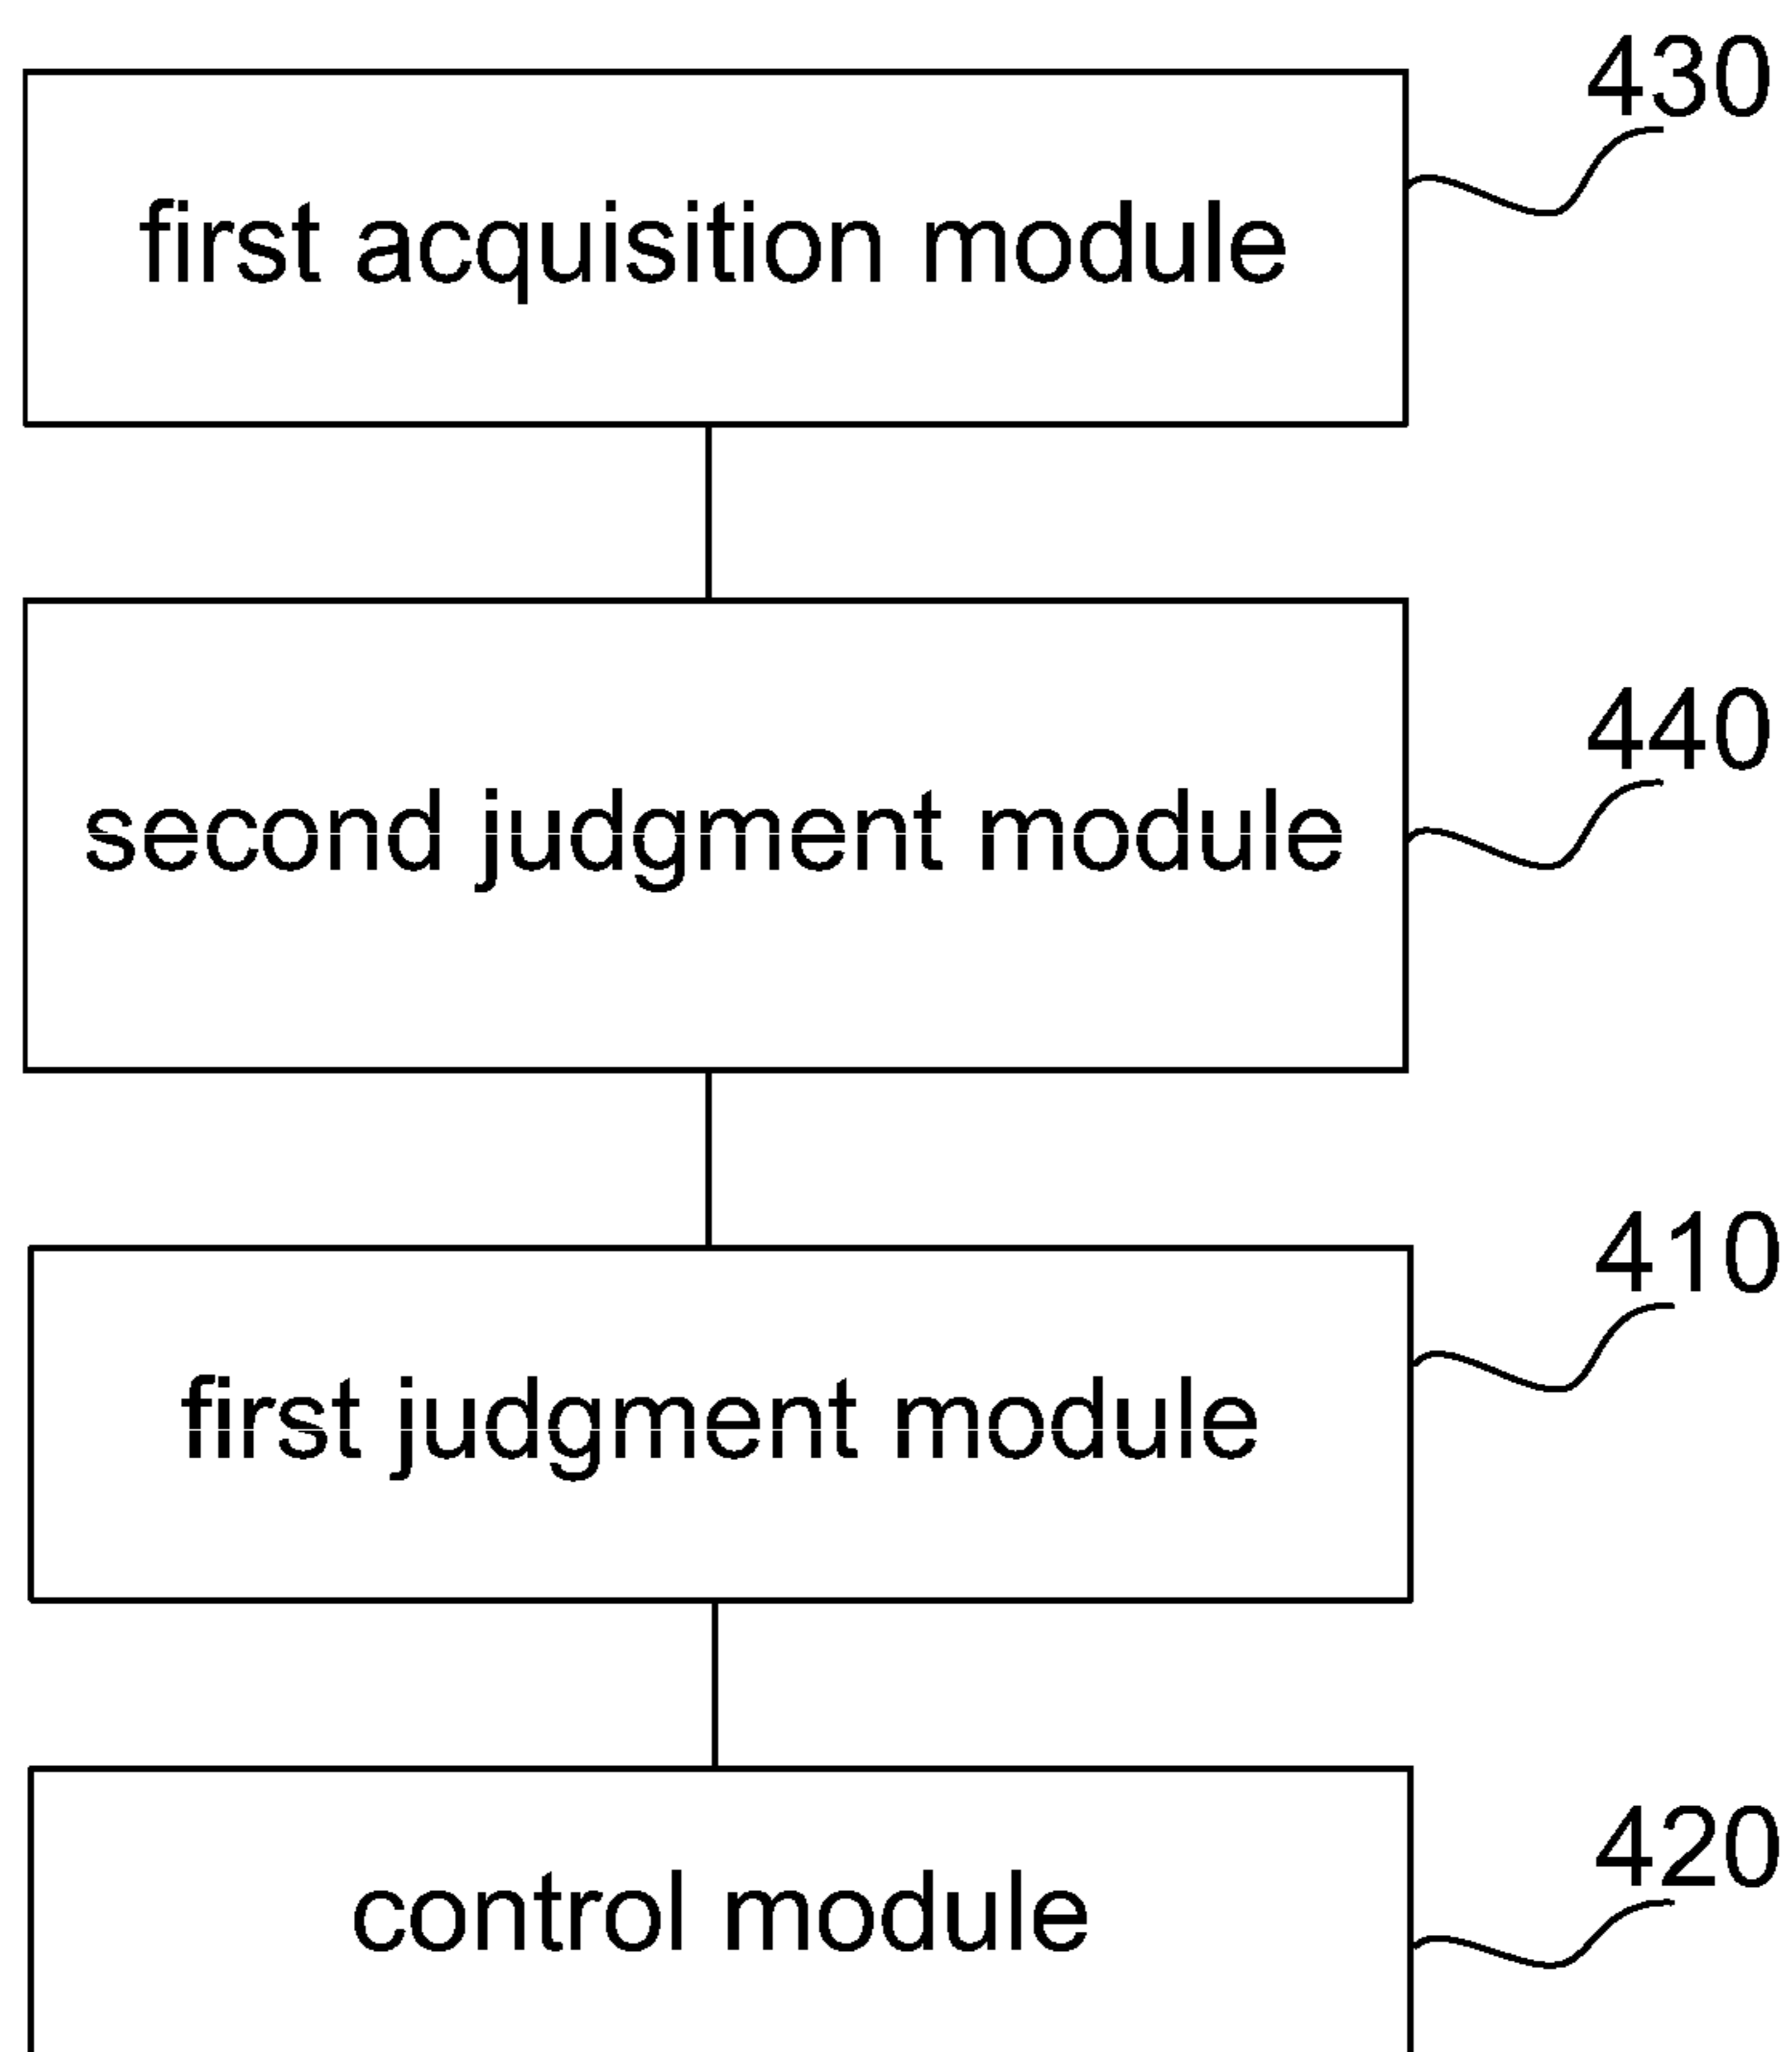 430
first acquisition module
440
second judgment module
410
first judgment module
420
control module